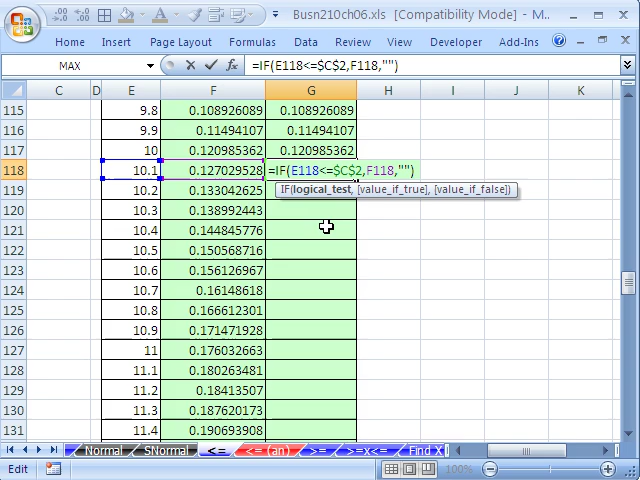 Busn210ch06.xls [Compatibility Mode] - M...
Home Insert Page Layout Formulas Data Review View Developer Add-Ins
MAX =IF(E118<=$C$2,F118,"")
C D E F G H I J K
115 9.8 0.108926089 0.108926089
116 9.9 0.11494107 0.11494107
117 10 0.120985362 0.120985362
118 10.1 0.127029528 =IF(E118<=$C$2,F118,"")
119 10.2 0.133042625 IF(logical_test, [value_if_true], [value_if_false])
120 10.3 0.138992443
121 10.4 0.144845776
122 10.5 0.150568716
123 10.6 0.156126967
124 10.7 0.16148618
125 10.8 0.166612301
126 10.9 0.171471928
127 11 0.176032663
128 11.1 0.180263481
129 11.2 0.18413507
130 11.3 0.187620173
131 11.4 0.190693908
Normal SNormal <= <= (an) >= >=x<= Find X
Edit 100%